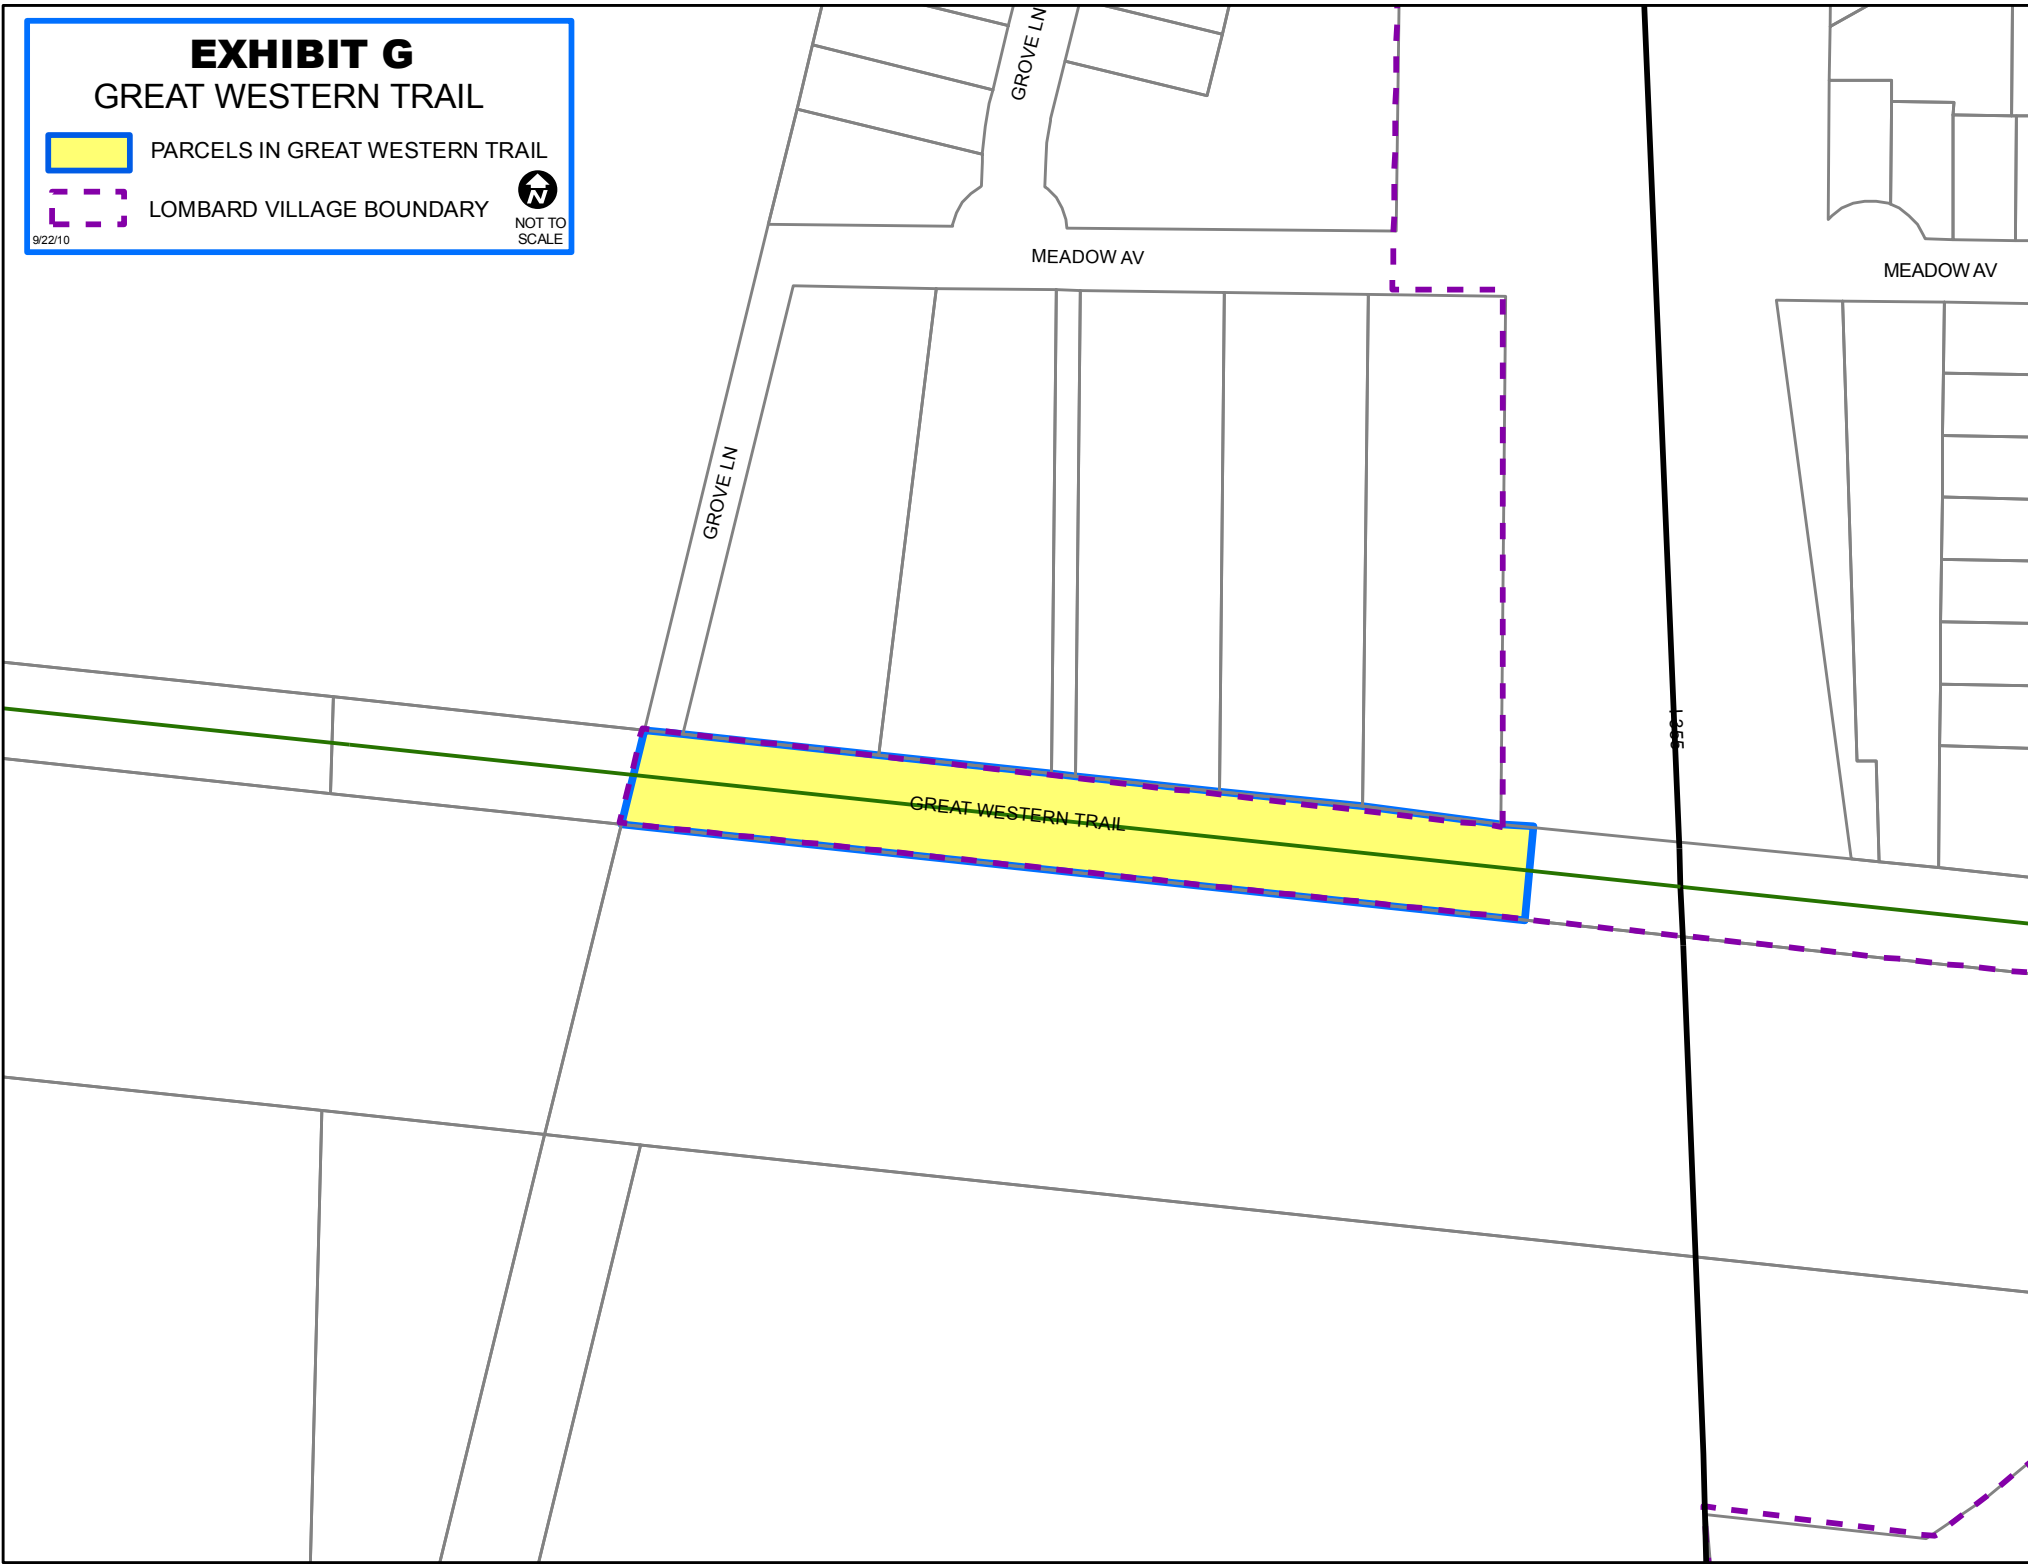 EXHIBIT G
GREAT WESTERN TRAIL
PARCELS IN GREAT WESTERN TRAIL
LOMBARD VILLAGE BOUNDARY
N
NOT TO
SCALE
9/22/10
GROVE LN
MEADOW AV
MEADOW AV
GROVE LN
I-355
GREAT WESTERN TRAIL